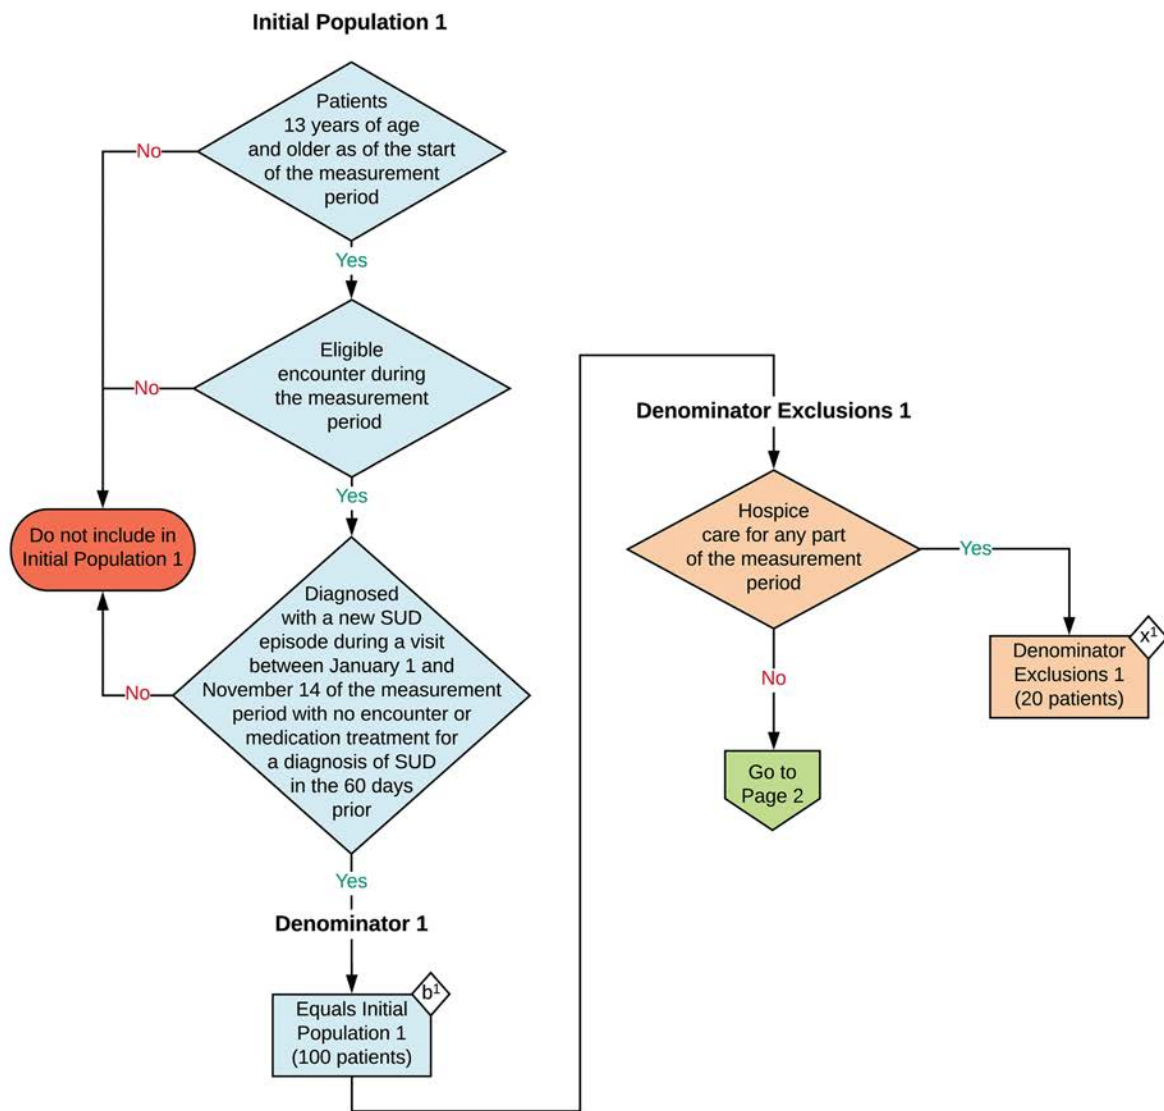 Initial Population 1
Patients
13 years of age
and older as of the start
of the measurement
period
No
Yes
Eligible
encounter during
the measurement
period
No
Yes
Do not include in
Initial Population 1
Diagnosed
with a new SUD
episode during a visit
between January 1 and
November 14 of the measurement
period with no encounter or
medication treatment for
a diagnosis of SUD
in the 60 days
prior
No
Yes
Denominator 1
b¹
Equals Initial
Population 1
(100 patients)
Denominator Exclusions 1
Hospice
care for any part
of the measurement
period
Yes
x¹
Denominator
Exclusions 1
(20 patients)
No
Go to
Page 2